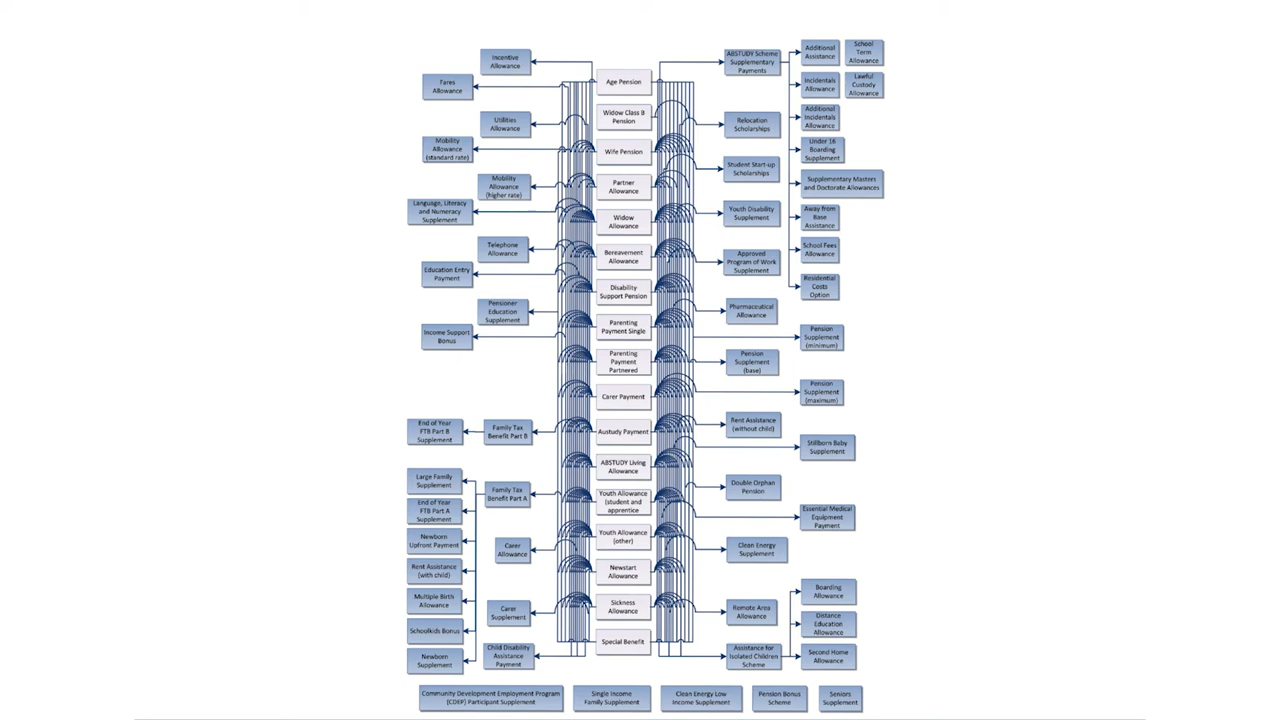 Incentive
Allowance
Fares
Allowance
Utilities
Allowance
Mobility
Allowance
(standard rate)
Mobility
Allowance
(higher rate)
Language, Literacy
and Numeracy
Supplement
Telephone
Allowance
Education Entry
Payment
Pensioner
Education
Supplement
Income Support
Bonus
End of Year
FTB Part B
Supplement
Family Tax
Benefit Part B
Large Family
Supplement
End of Year
FTB Part A
Supplement
Newborn
Upfront Payment
Rent Assistance
(with child)
Multiple Birth
Allowance
Schoolkids Bonus
Newborn
Supplement
Family Tax
Benefit Part A
Carer
Allowance
Carer
Supplement
Child Disability
Assistance
Payment
Age Pension
Widow Class B
Pension
Wife Pension
Partner
Allowance
Widow
Allowance
Bereavement
Allowance
Disability
Support Pension
Parenting
Payment Single
Parenting
Payment
Partnered
Carer Payment
Austudy Payment
ABSTUDY Living
Allowance
Youth Allowance
(student and
apprentice
Youth Allowance
(other)
Newstart
Allowance
Sickness
Allowance
Special Benefit
ABSTUDY Scheme
Supplementary
Payments
Relocation
Scholarships
Student Start-up
Scholarships
Youth Disability
Supplement
Approved
Program of Work
Supplement
Pharmaceutical
Allowance
Pension
Supplement
(base)
Rent Assistance
(without child)
Double Orphan
Pension
Clean Energy
Supplement
Remote Area
Allowance
Assistance for
Isolated Children
Scheme
Additional
Assistance
School
Term
Allowance
Incidentals
Allowance
Lawful
Custody
Allowance
Additional
Incidentals
Allowance
Under 16
Boarding
Supplement
Supplementary Masters
and Doctorate Allowances
Away from
Base
Assistance
School Fees
Allowance
Residential
Costs
Option
Pension
Supplement
(minimum)
Pension
Supplement
(maximum)
Stillborn Baby
Supplement
Essential Medical
Equipment
Payment
Boarding
Allowance
Distance
Education
Allowance
Second Home
Allowance
Community Development Employment Program
(CDEP) Participant Supplement
Single Income
Family Supplement
Clean Energy Low
Income Supplement
Pension Bonus
Scheme
Seniors
Supplement